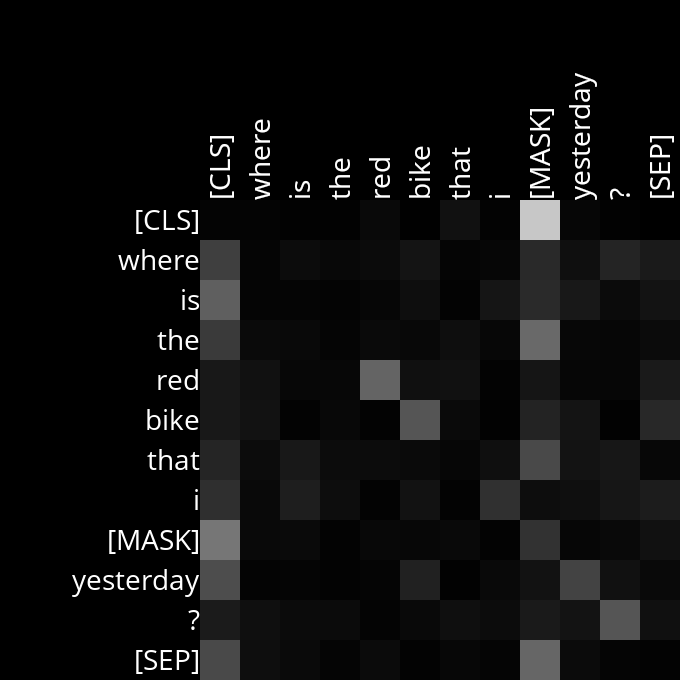 [CLS] where is the red bike that i [MASK] yesterday ? [SEP]
[CLS]
where
is
the
red
bike
that
i
[MASK]
yesterday
?
[SEP]